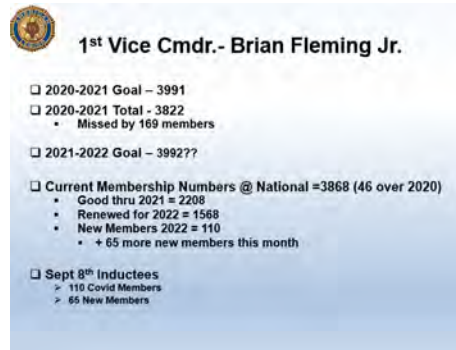 1st Vice Cmdr.- Brian Fleming Jr.
❑ 2020-2021 Goal – 3991
❑ 2020-2021 Total - 3822
▪ Missed by 169 members
❑ 2021-2022 Goal – 3992??
❑ Current Membership Numbers @ National =3868 (46 over 2020)
▪ Good thru 2021 = 2208
▪ Renewed for 2022 = 1568
▪ New Members 2022 = 110
▪ + 65 more new members this month
❑ Sept 8th Inductees
➢ 110 Covid Members
➢ 65 New Members